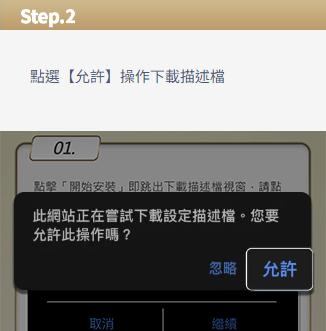 Step.2
點選【允許】操作下載描述檔
01.
點擊「開始安裝」即跳出下載描述檔視窗，請點
此網站正在嘗試下載設定描述檔。您要
允許此操作嗎？
忽略
允許
取消
繼續